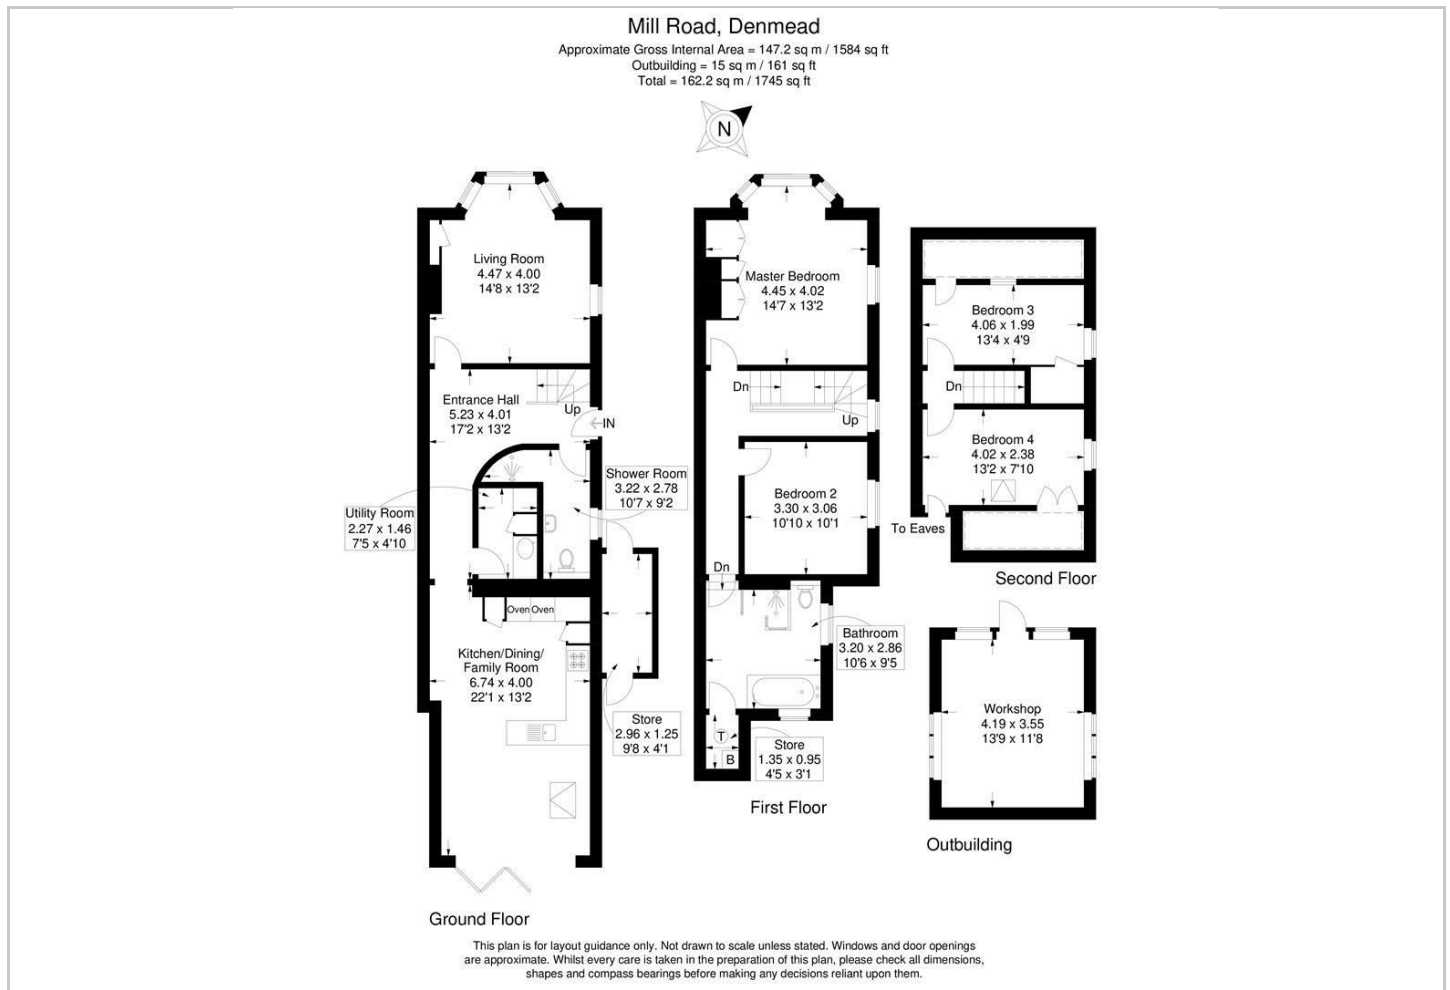 Mill Road, Denmead
Approximate Gross Internal Area = 147.2 sq m / 1584 sq ft
Outbuilding = 15 sq m / 161 sq ft
Total = 162.2 sq m / 1745 sq ft
N
Living Room
4.47 x 4.00
14'8 x 13'2
Entrance Hall
5.23 x 4.01
17'2 x 13'2
Up
IN
Shower Room
3.22 x 2.78
10'7 x 9'2
Utility Room
2.27 x 1.46
7'5 x 4'10
Oven Oven
Kitchen/Dining/
Family Room
6.74 x 4.00
22'1 x 13'2
Store
2.96 x 1.25
9'8 x 4'1
Ground Floor
Master Bedroom
4.45 x 4.02
14'7 x 13'2
Dn
Up
Bedroom 2
3.30 x 3.06
10'10 x 10'1
Dn
Bathroom
3.20 x 2.86
10'6 x 9'5
T
B
Store
1.35 x 0.95
4'5 x 3'1
First Floor
Bedroom 3
4.06 x 1.99
13'4 x 4'9
Dn
Bedroom 4
4.02 x 2.38
13'2 x 7'10
To Eaves
Second Floor
Workshop
4.19 x 3.55
13'9 x 11'8
Outbuilding
This plan is for layout guidance only. Not drawn to scale unless stated. Windows and door openings
are approximate. Whilst every care is taken in the preparation of this plan, please check all dimensions,
shapes and compass bearings before making any decisions reliant upon them.